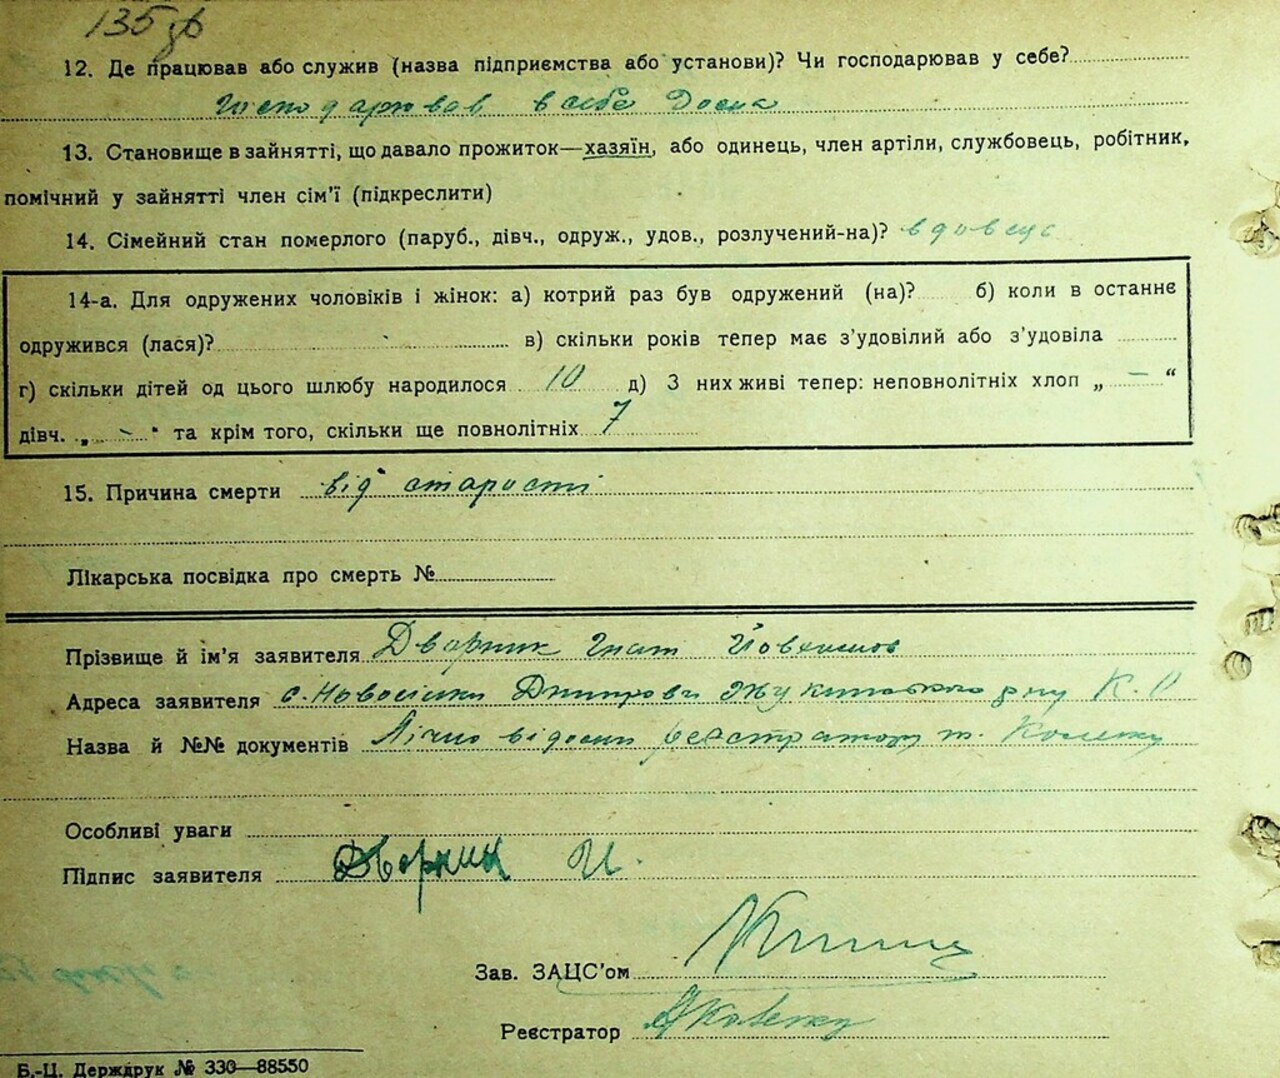 135 зв
12. Де працював або служив (назва підприємства або установи)? Чи господарював у себе?
Господарював в себе Дома
13. Становище в зайнятті, що давало прожиток—хазяїн, або одинець, член артіли, службовець, робітник,
помічний у зайнятті член сім'ї (підкреслити)
14. Сімейний стан померлого (паруб., дівч., одруж., удов., розлучений-на)? вдовець
14-а. Для одружених чоловіків і жінок: а) котрий раз був одружений (на)? б) коли в останнє
одружився (лася)? в) скільки років тепер має з'удовілий або з'удовіла
г) скільки дітей од цього шлюбу народилося 10 д) З них живі тепер: неповнолітніх хлоп „ — “
дівч. „ — “ та крім того, скільки ще повнолітніх 7
15. Причина смерти від старости
Лікарська посвідка про смерть №
Прізвище й ім'я заявителя Дворник Гнат
Адреса заявителя с. Новосілки Дніпрові К. О
Назва й №№ документів Лічно відомий реєстратору т.
Особливі уваги
Підпис заявителя Дворник И.
Зав. ЗАЦС'ом
Реєстратор
Б.-Ц. Держдрук № 330—88550